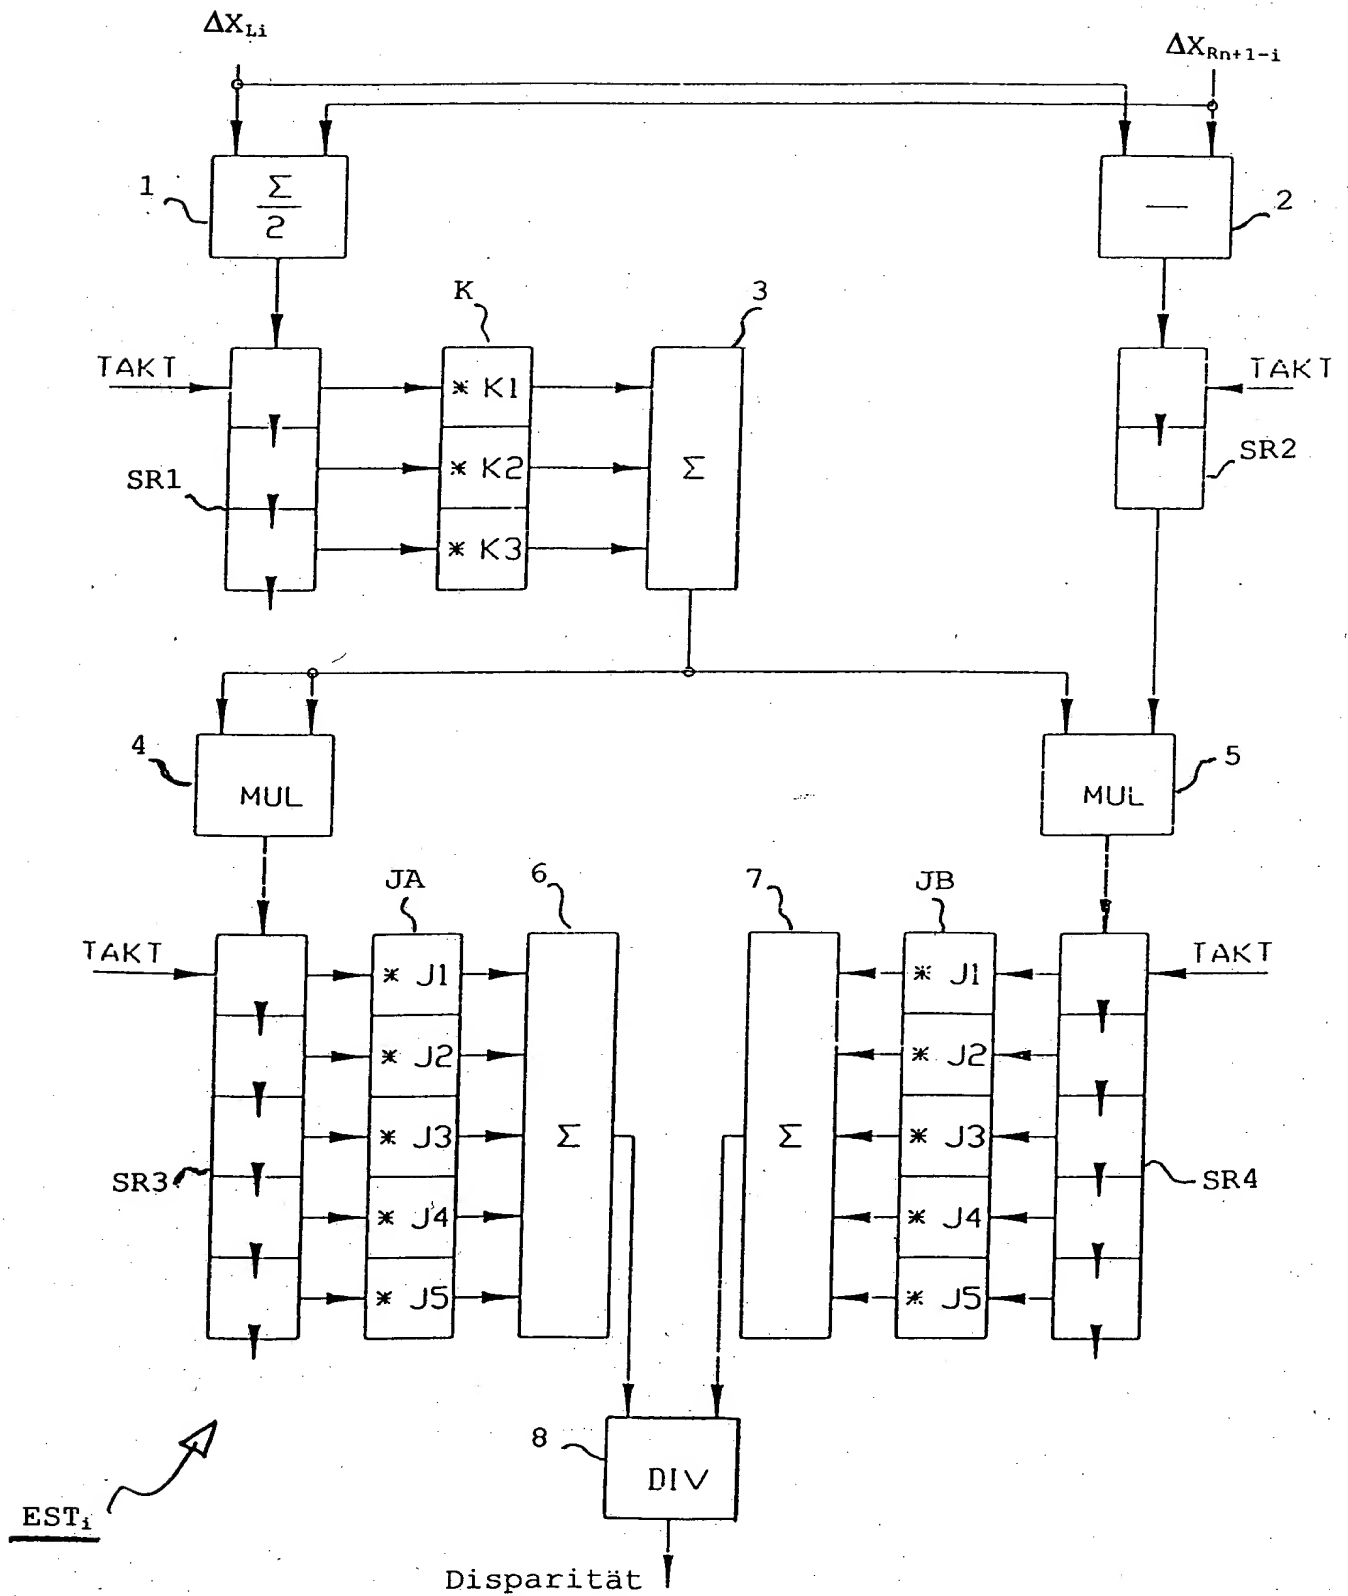 ΔX_Li
ΔX_Rn+1-i
1
Σ
2
—
2
K
3
TAKT
* K1
TAKT
SR1
* K2
Σ
SR2
* K3
4
MUL
MUL
5
JA
6
7
JB
TAKT
* J1
* J1
TAKT
* J2
* J2
* J3
Σ
Σ
* J3
SR3
SR4
* J4
* J4
* J5
* J5
8
DIV
EST_i
Disparität